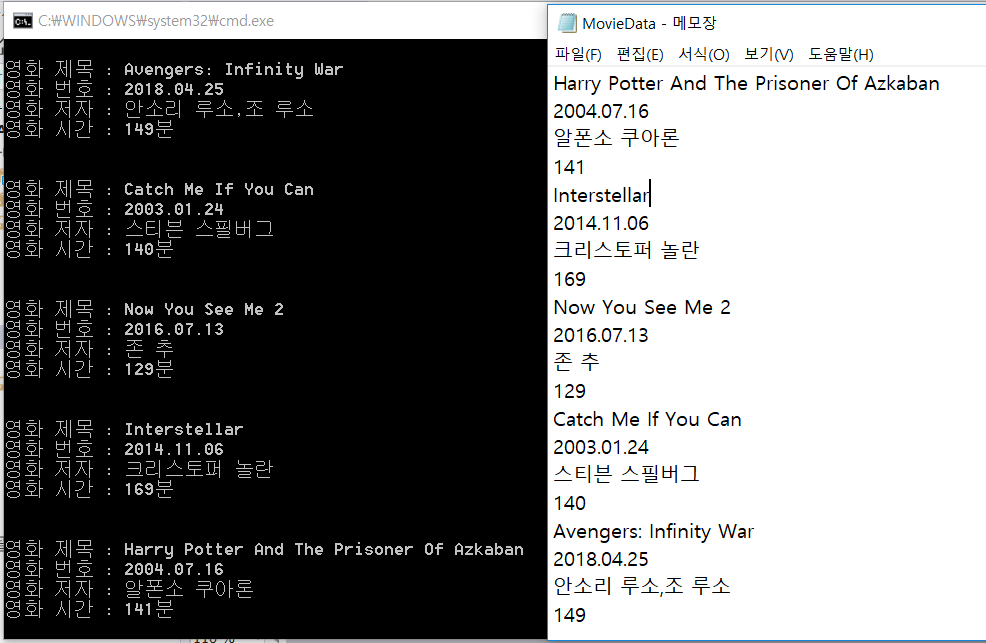 C:\WINDOWS\system32\cmd.exe
영화 제목 : Avengers: Infinity War
영화 번호 : 2018.04.25
영화 저자 : 안소리 루소,조 루소
영화 시간 : 149분
영화 제목 : Catch Me If You Can
영화 번호 : 2003.01.24
영화 저자 : 스티븐 스필버그
영화 시간 : 140분
영화 제목 : Now You See Me 2
영화 번호 : 2016.07.13
영화 저자 : 존 추
영화 시간 : 129분
영화 제목 : Interstellar
영화 번호 : 2014.11.06
영화 저자 : 크리스토퍼 놀란
영화 시간 : 169분
영화 제목 : Harry Potter And The Prisoner Of Azkaban
영화 번호 : 2004.07.16
영화 저자 : 알폰소 쿠아론
영화 시간 : 141분
MovieData - 메모장
파일(F) 편집(E) 서식(O) 보기(V) 도움말(H)
Harry Potter And The Prisoner Of Azkaban
2004.07.16
알폰소 쿠아론
141
Interstellar
2014.11.06
크리스토퍼 놀란
169
Now You See Me 2
2016.07.13
존 추
129
Catch Me If You Can
2003.01.24
스티븐 스필버그
140
Avengers: Infinity War
2018.04.25
안소리 루소,조 루소
149